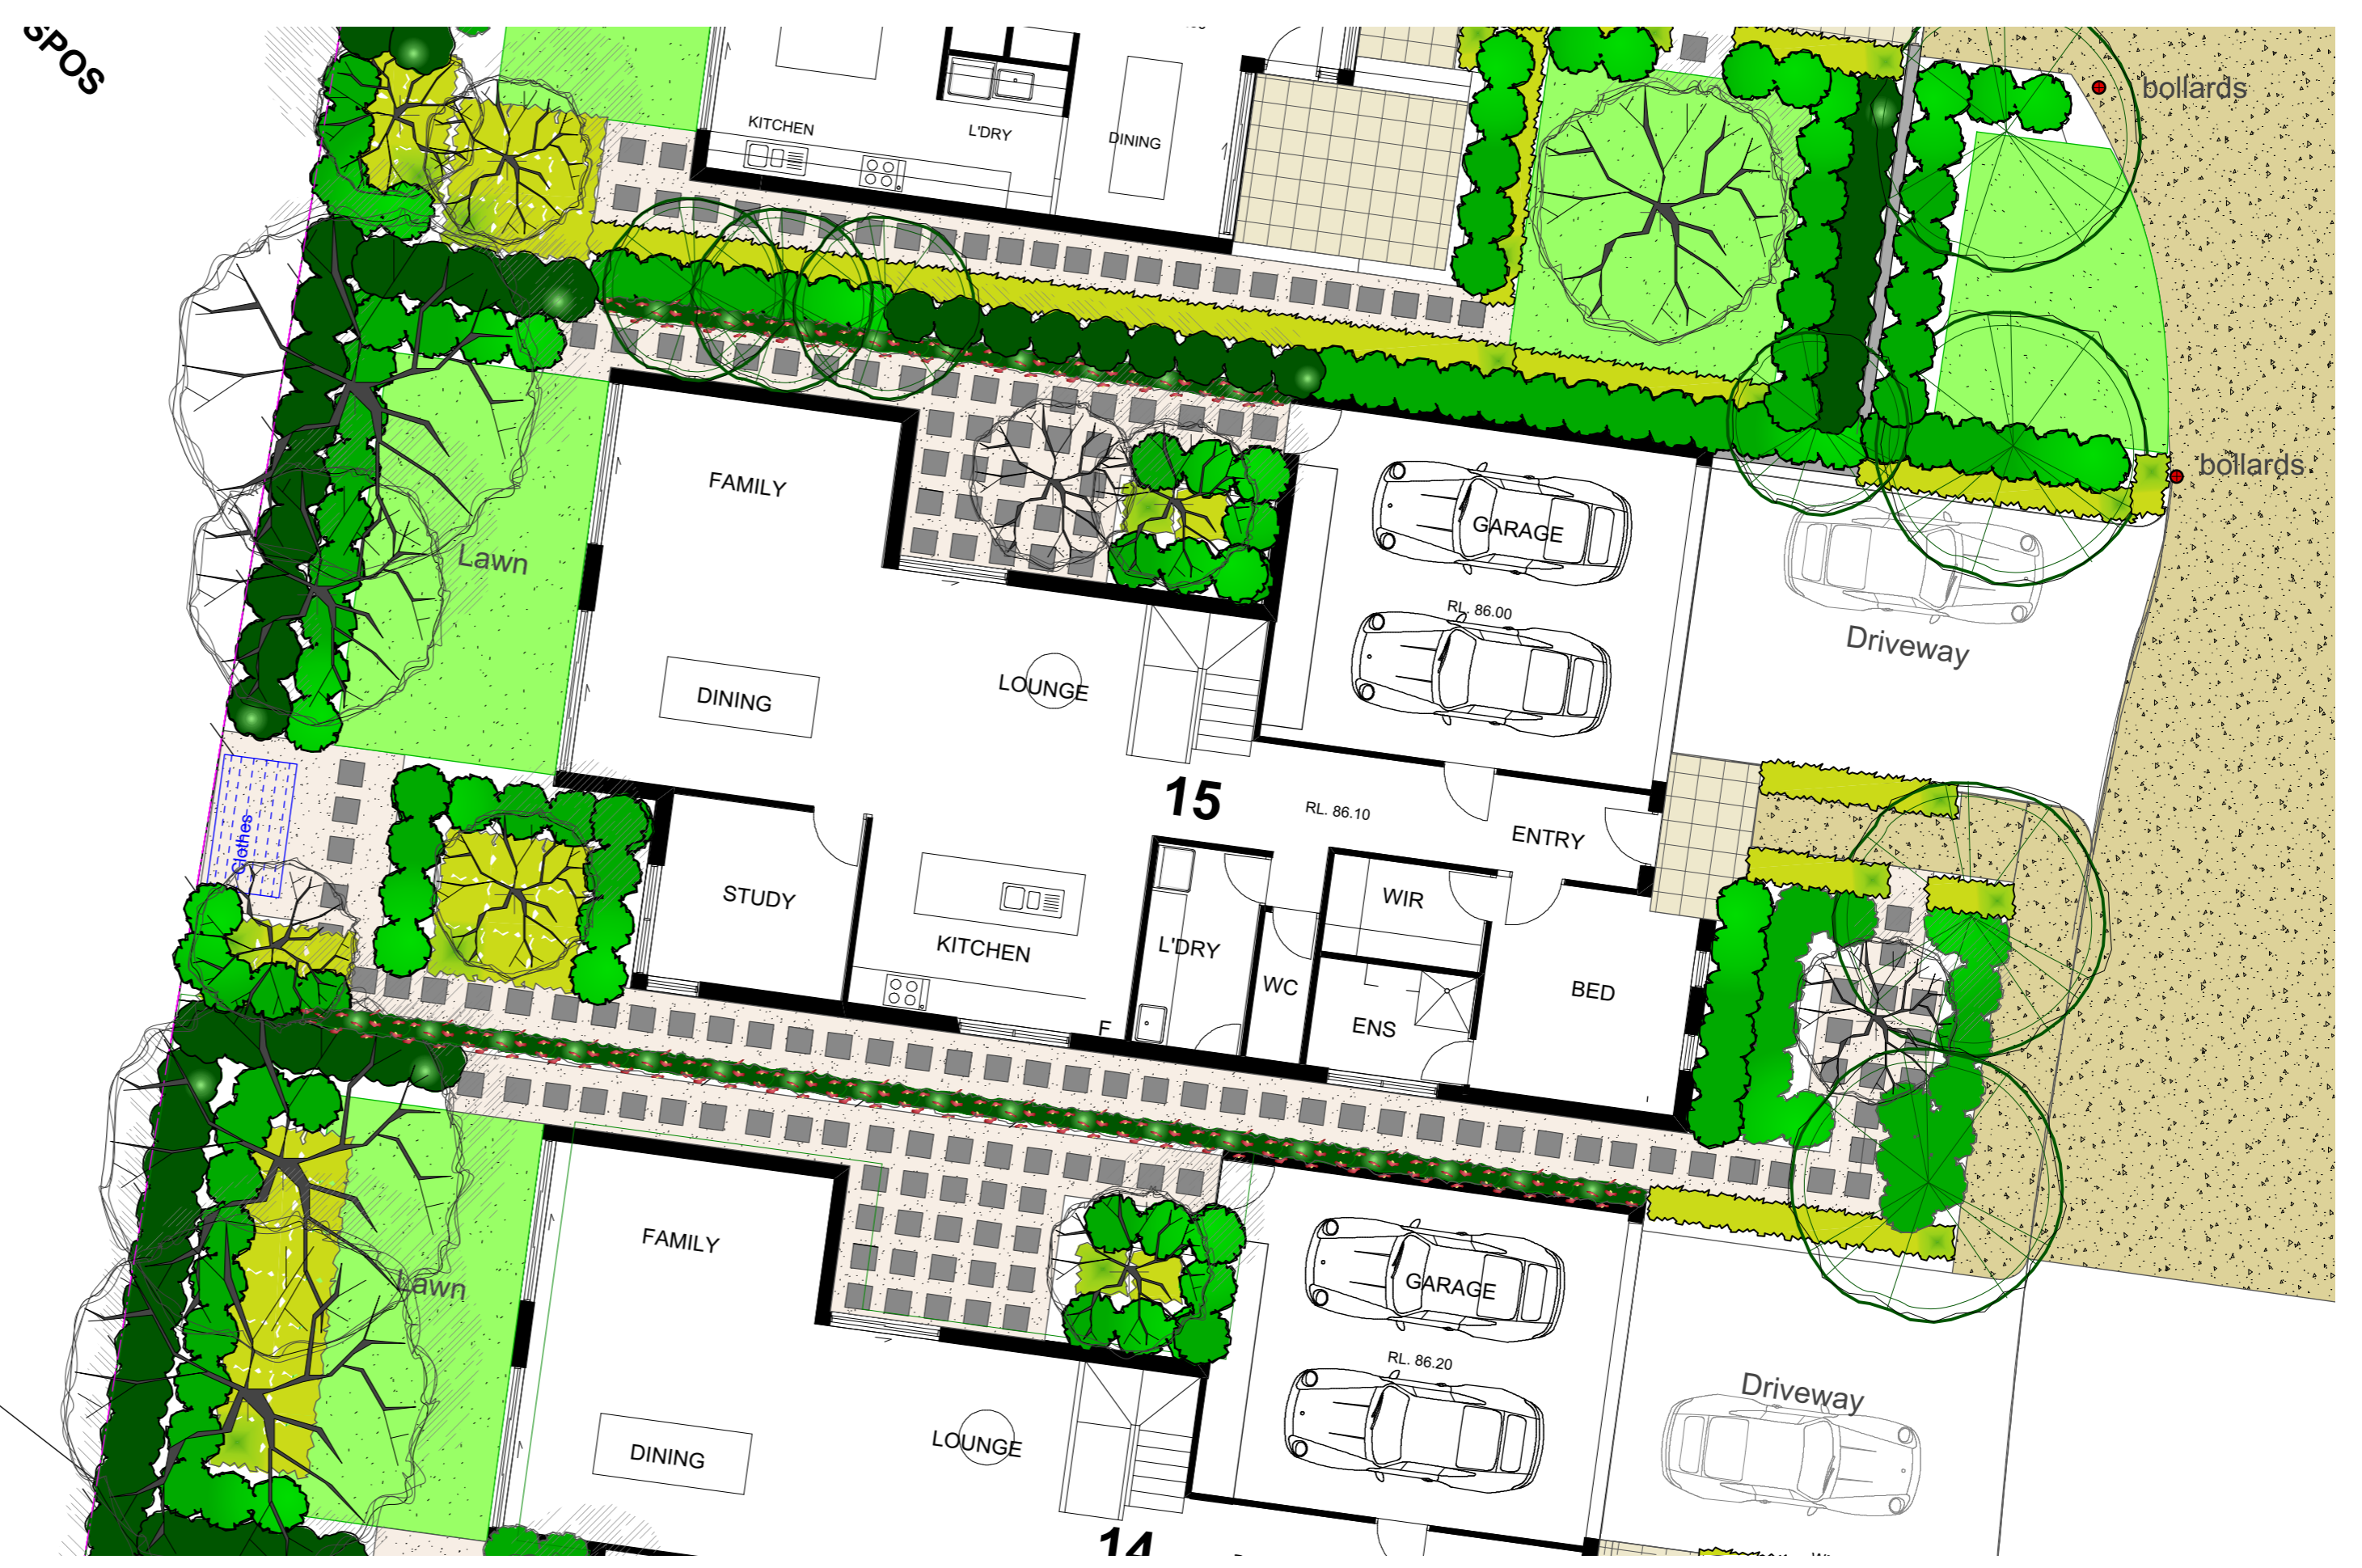 SPOS
KITCHEN
L'DRY
DINING
bollards
bollards
FAMILY
GARAGE
Lawn
RL. 86.00
Driveway
DINING
LOUNGE
15
RL. 86.10
ENTRY
Clothes
STUDY
WIR
KITCHEN
L'DRY
WC
BED
ENS
F
FAMILY
Lawn
GARAGE
RL. 86.20
Driveway
DINING
LOUNGE
14